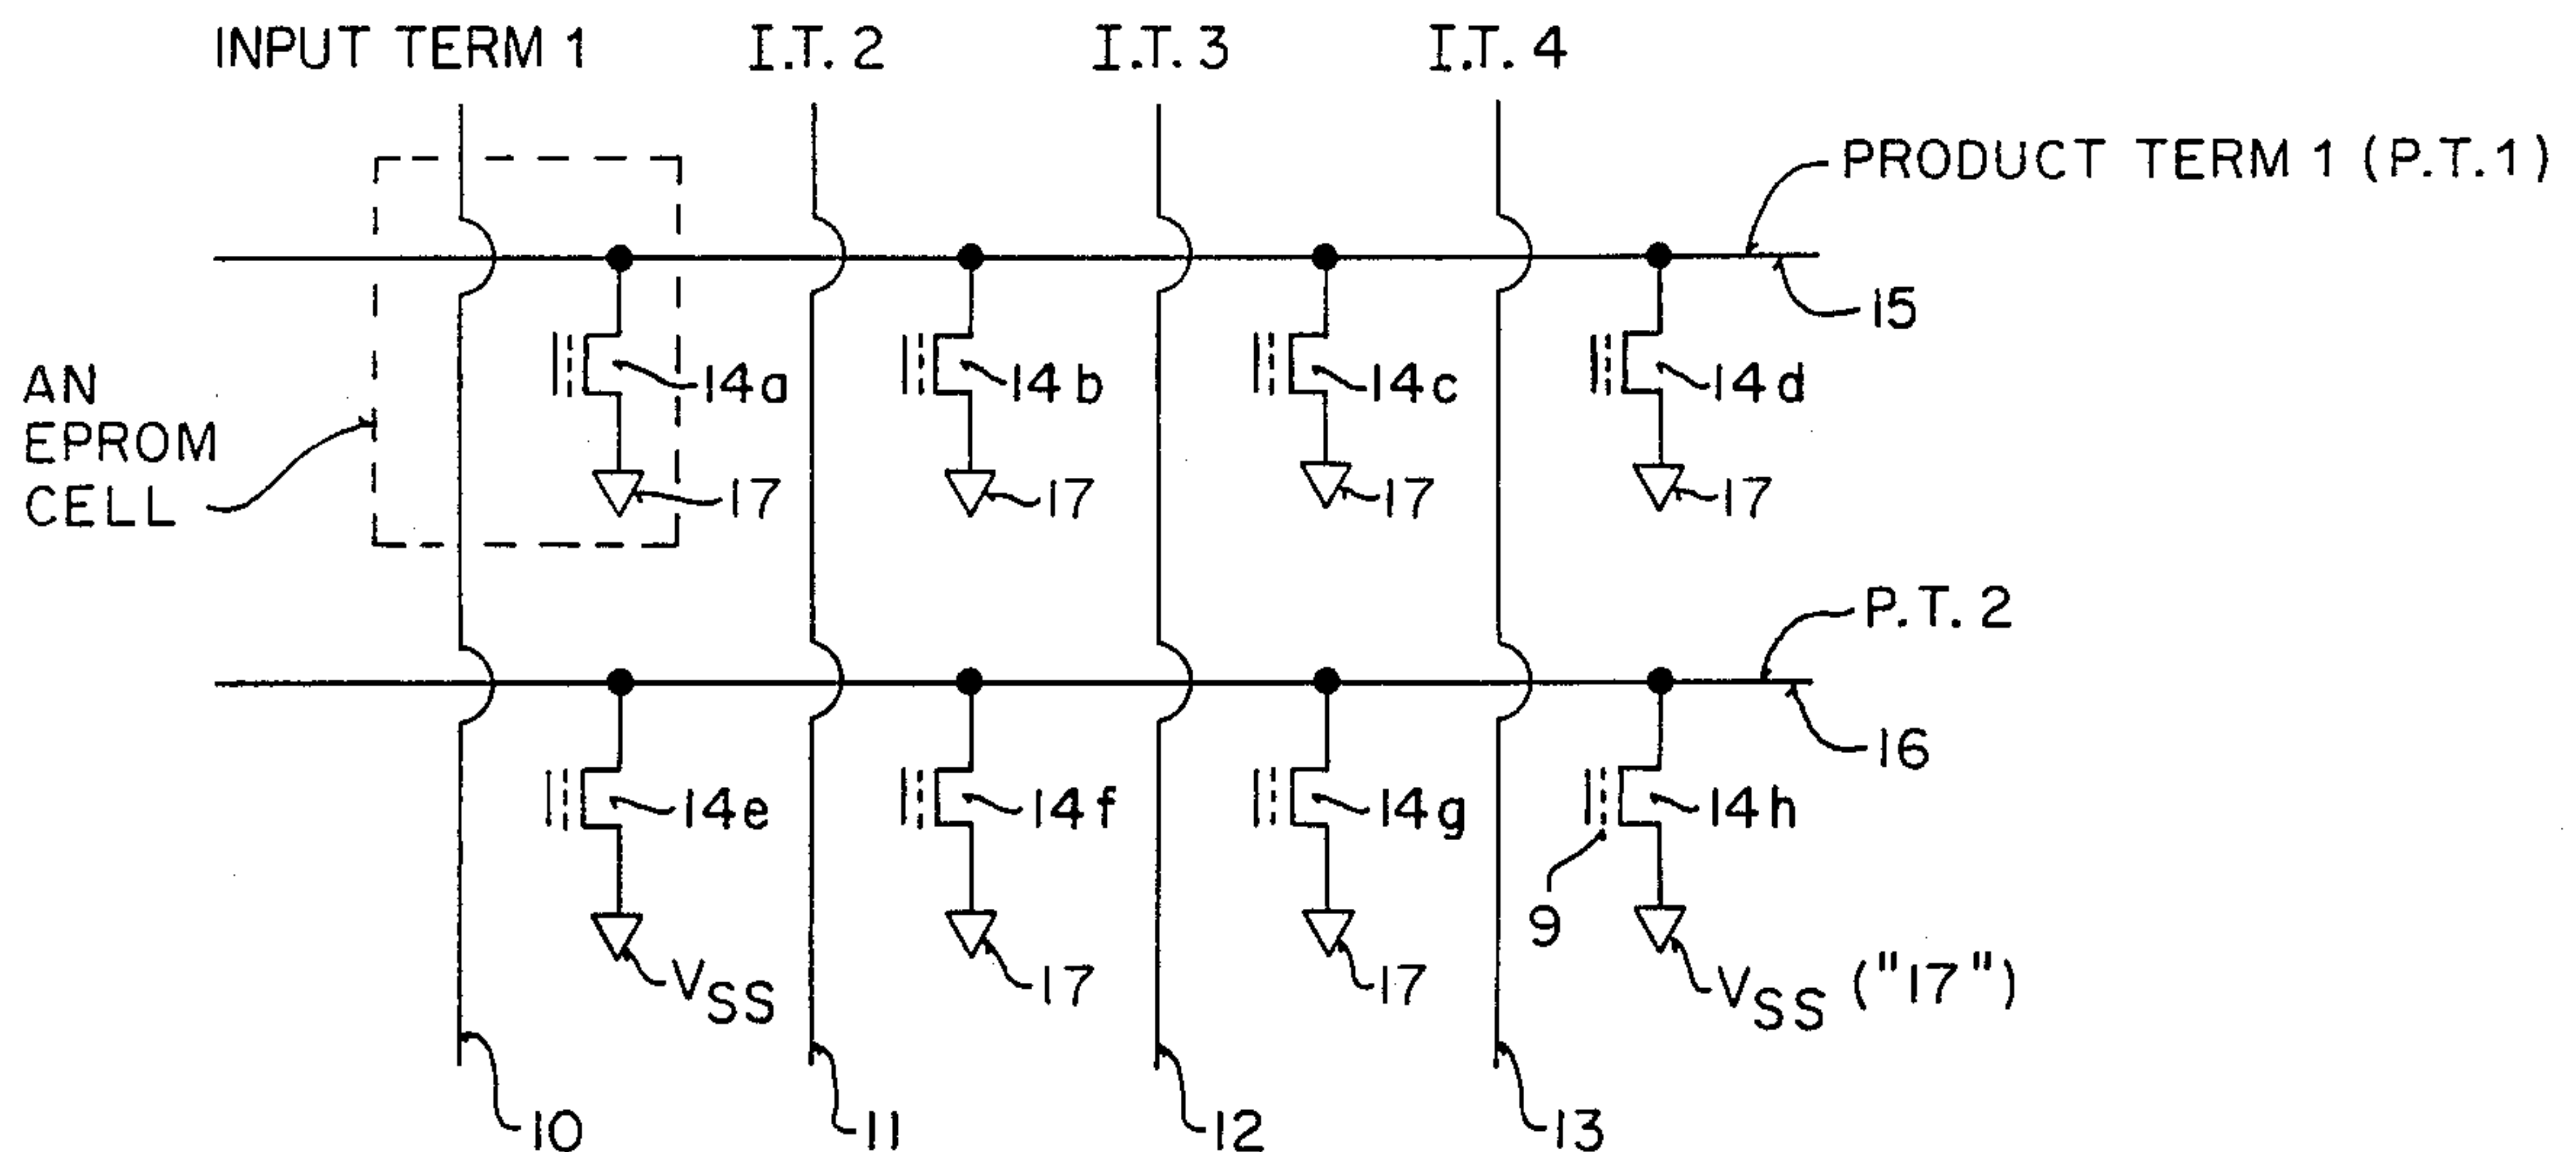 INPUT TERM 1
I.T. 2
I.T. 3
I.T. 4
PRODUCT TERM 1 (P.T.1)
15
AN
EPROM
CELL
14a
14b
14c
14d
17
17
17
17
P.T. 2
16
14e
14f
14g
14h
9
VSS
17
17
VSS ("17")
10
11
12
13